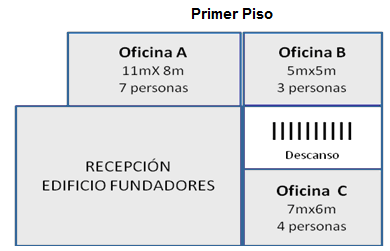 Primer Piso
Oficina A
11mX 8m
7 personas
Oficina B
5mx5m
3 personas
RECEPCIÓN
EDIFICIO FUNDADORES
Descanso
Oficina C
7mx6m
4 personas